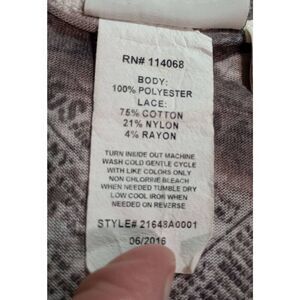 RN# 114068
BODY:
100% POLYESTER
LACE:
75% COTTON
21% NYLON
4% RAYON
TURN INSIDE OUT MACHINE
WASH COLD GENTLE CYCLE
WITH LIKE COLORS ONLY
NON CHLORINE BLEACH
WHEN NEEDED TUMBLE DRY
LOW COOL IRON WHEN
NEEDED ON REVERSE
STYLE# 21648A0001
06/2016